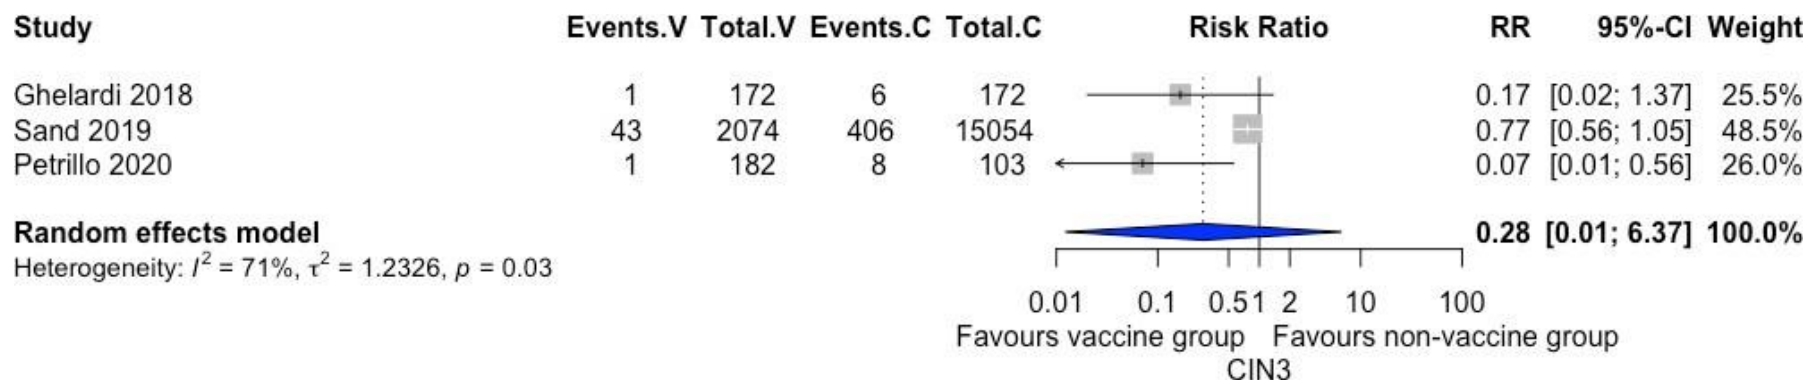 Study Events.V Total.V Events.C Total.C Risk Ratio RR 95%-CI Weight
Ghelardi 2018 1 172 6 172 0.17 [0.02; 1.37] 25.5%
Sand 2019 43 2074 406 15054 0.77 [0.56; 1.05] 48.5%
Petrillo 2020 1 182 8 103 0.07 [0.01; 0.56] 26.0%
Random effects model 0.28 [0.01; 6.37] 100.0%
Heterogeneity: I² = 71%, τ² = 1.2326, p = 0.03
0.01 0.1 0.5 1 2 10 100
Favours vaccine group Favours non-vaccine group
CIN3